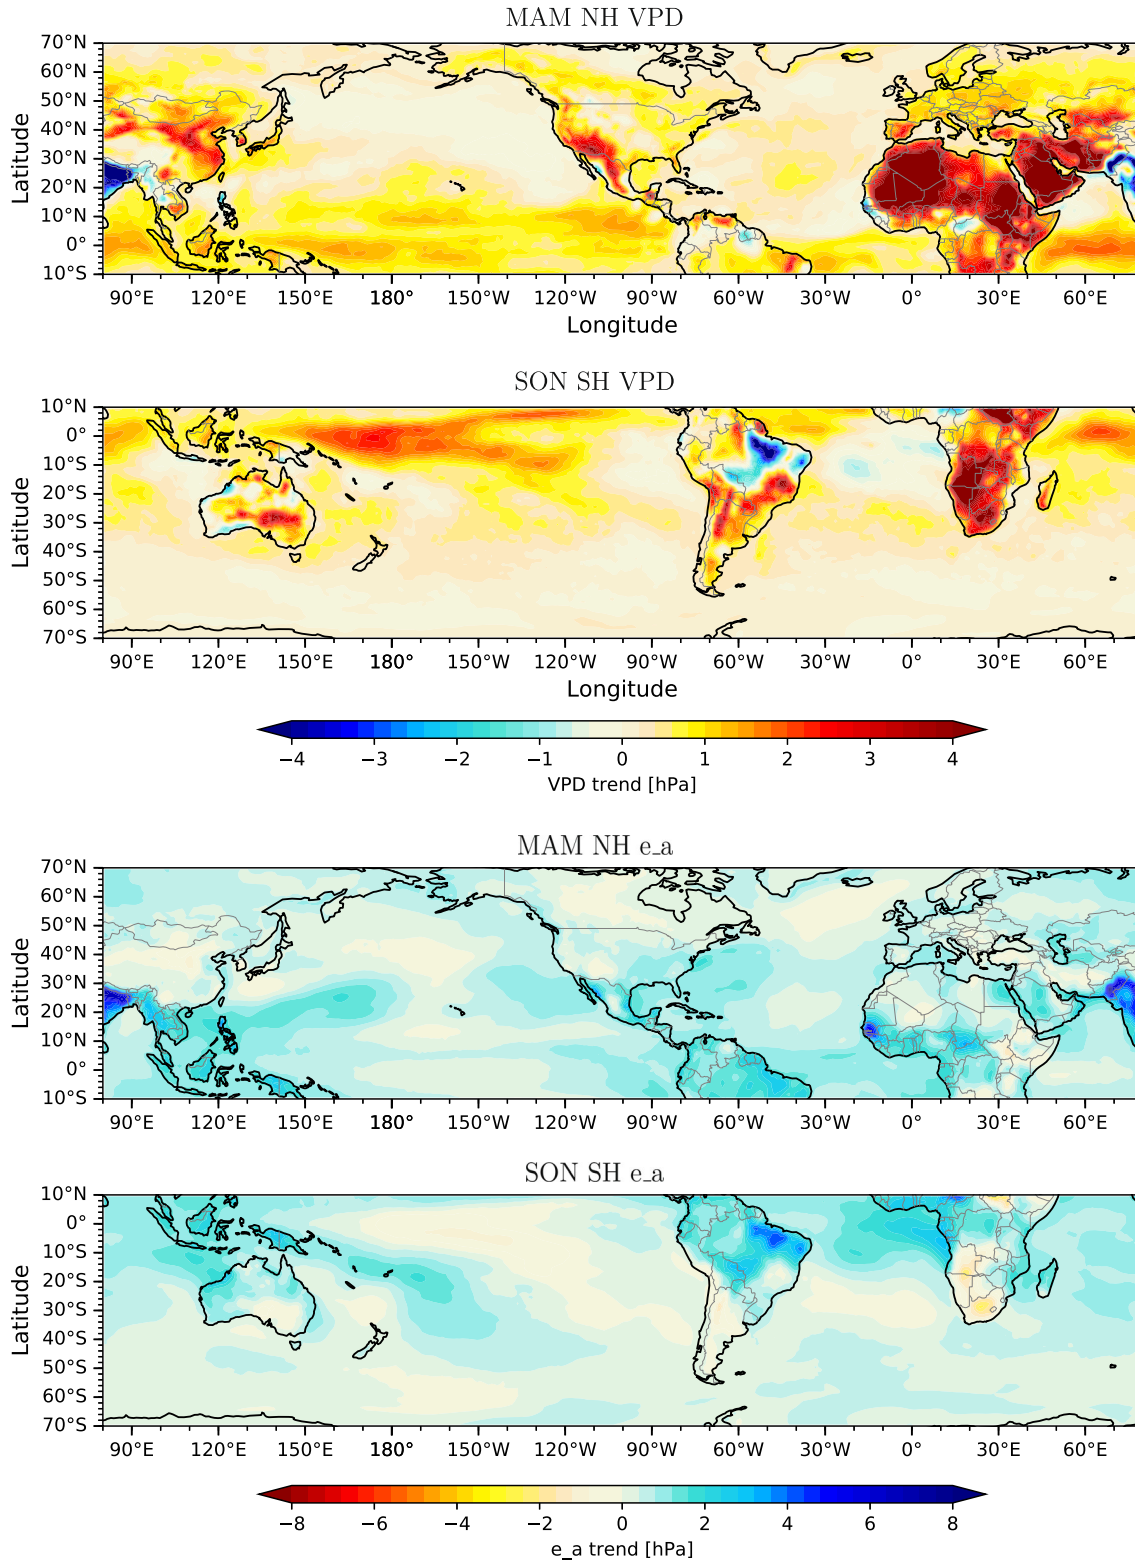 MAM NH VPD
70°N
60°N
50°N
40°N
30°N
20°N
10°N
0°
10°S
Latitude
90°E 120°E 150°E 180° 150°W 120°W 90°W 60°W 30°W 0° 30°E 60°E
Longitude
SON SH VPD
10°N
0°
10°S
20°S
30°S
40°S
50°S
60°S
70°S
Latitude
90°E 120°E 150°E 180° 150°W 120°W 90°W 60°W 30°W 0° 30°E 60°E
Longitude
−4 −3 −2 −1 0 1 2 3 4
VPD trend [hPa]
MAM NH e_a
70°N
60°N
50°N
40°N
30°N
20°N
10°N
0°
10°S
Latitude
90°E 120°E 150°E 180° 150°W 120°W 90°W 60°W 30°W 0° 30°E 60°E
SON SH e_a
10°N
0°
10°S
20°S
30°S
40°S
50°S
60°S
70°S
Latitude
90°E 120°E 150°E 180° 150°W 120°W 90°W 60°W 30°W 0° 30°E 60°E
−8 −6 −4 −2 0 2 4 6 8
e_a trend [hPa]